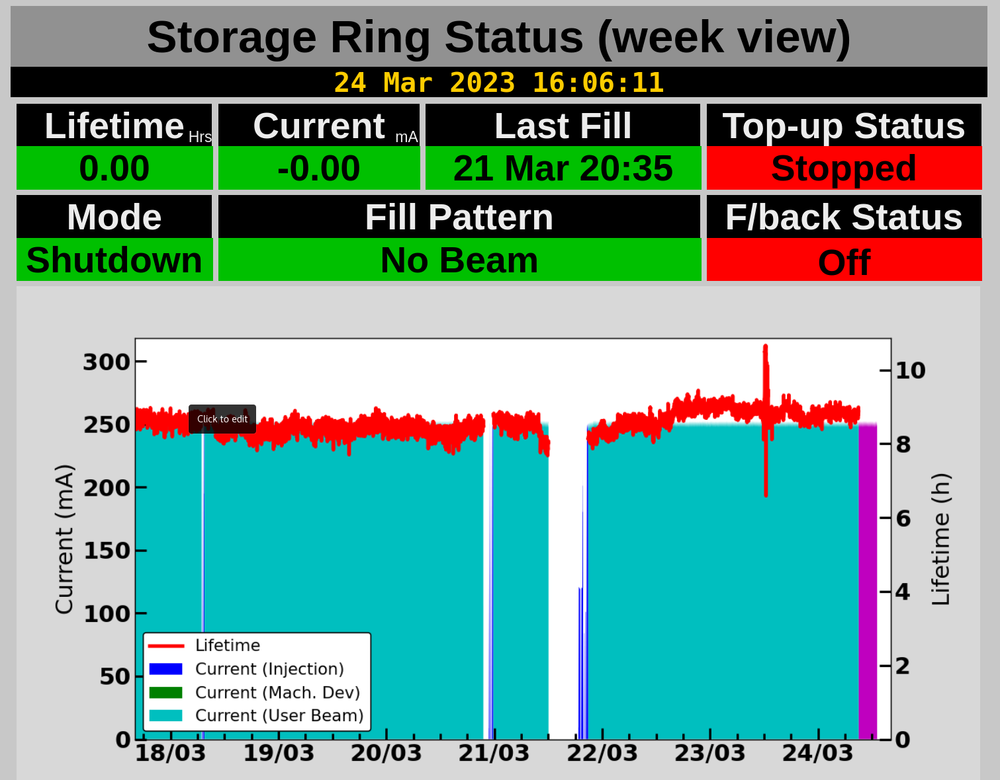 Storage Ring Status (week view)
24 Mar 2023 16:06:11
Lifetime Hrs
Current mA
Last Fill
Top-up Status
0.00
-0.00
21 Mar 20:35
Stopped
Mode
Fill Pattern
F/back Status
Shutdown
No Beam
Off
Click to edit
300
250
200
150
100
50
0
Current (mA)
10
8
6
4
2
0
Lifetime (h)
Lifetime
Current (Injection)
Current (Mach. Dev)
Current (User Beam)
18/03 19/03 20/03 21/03 22/03 23/03 24/03